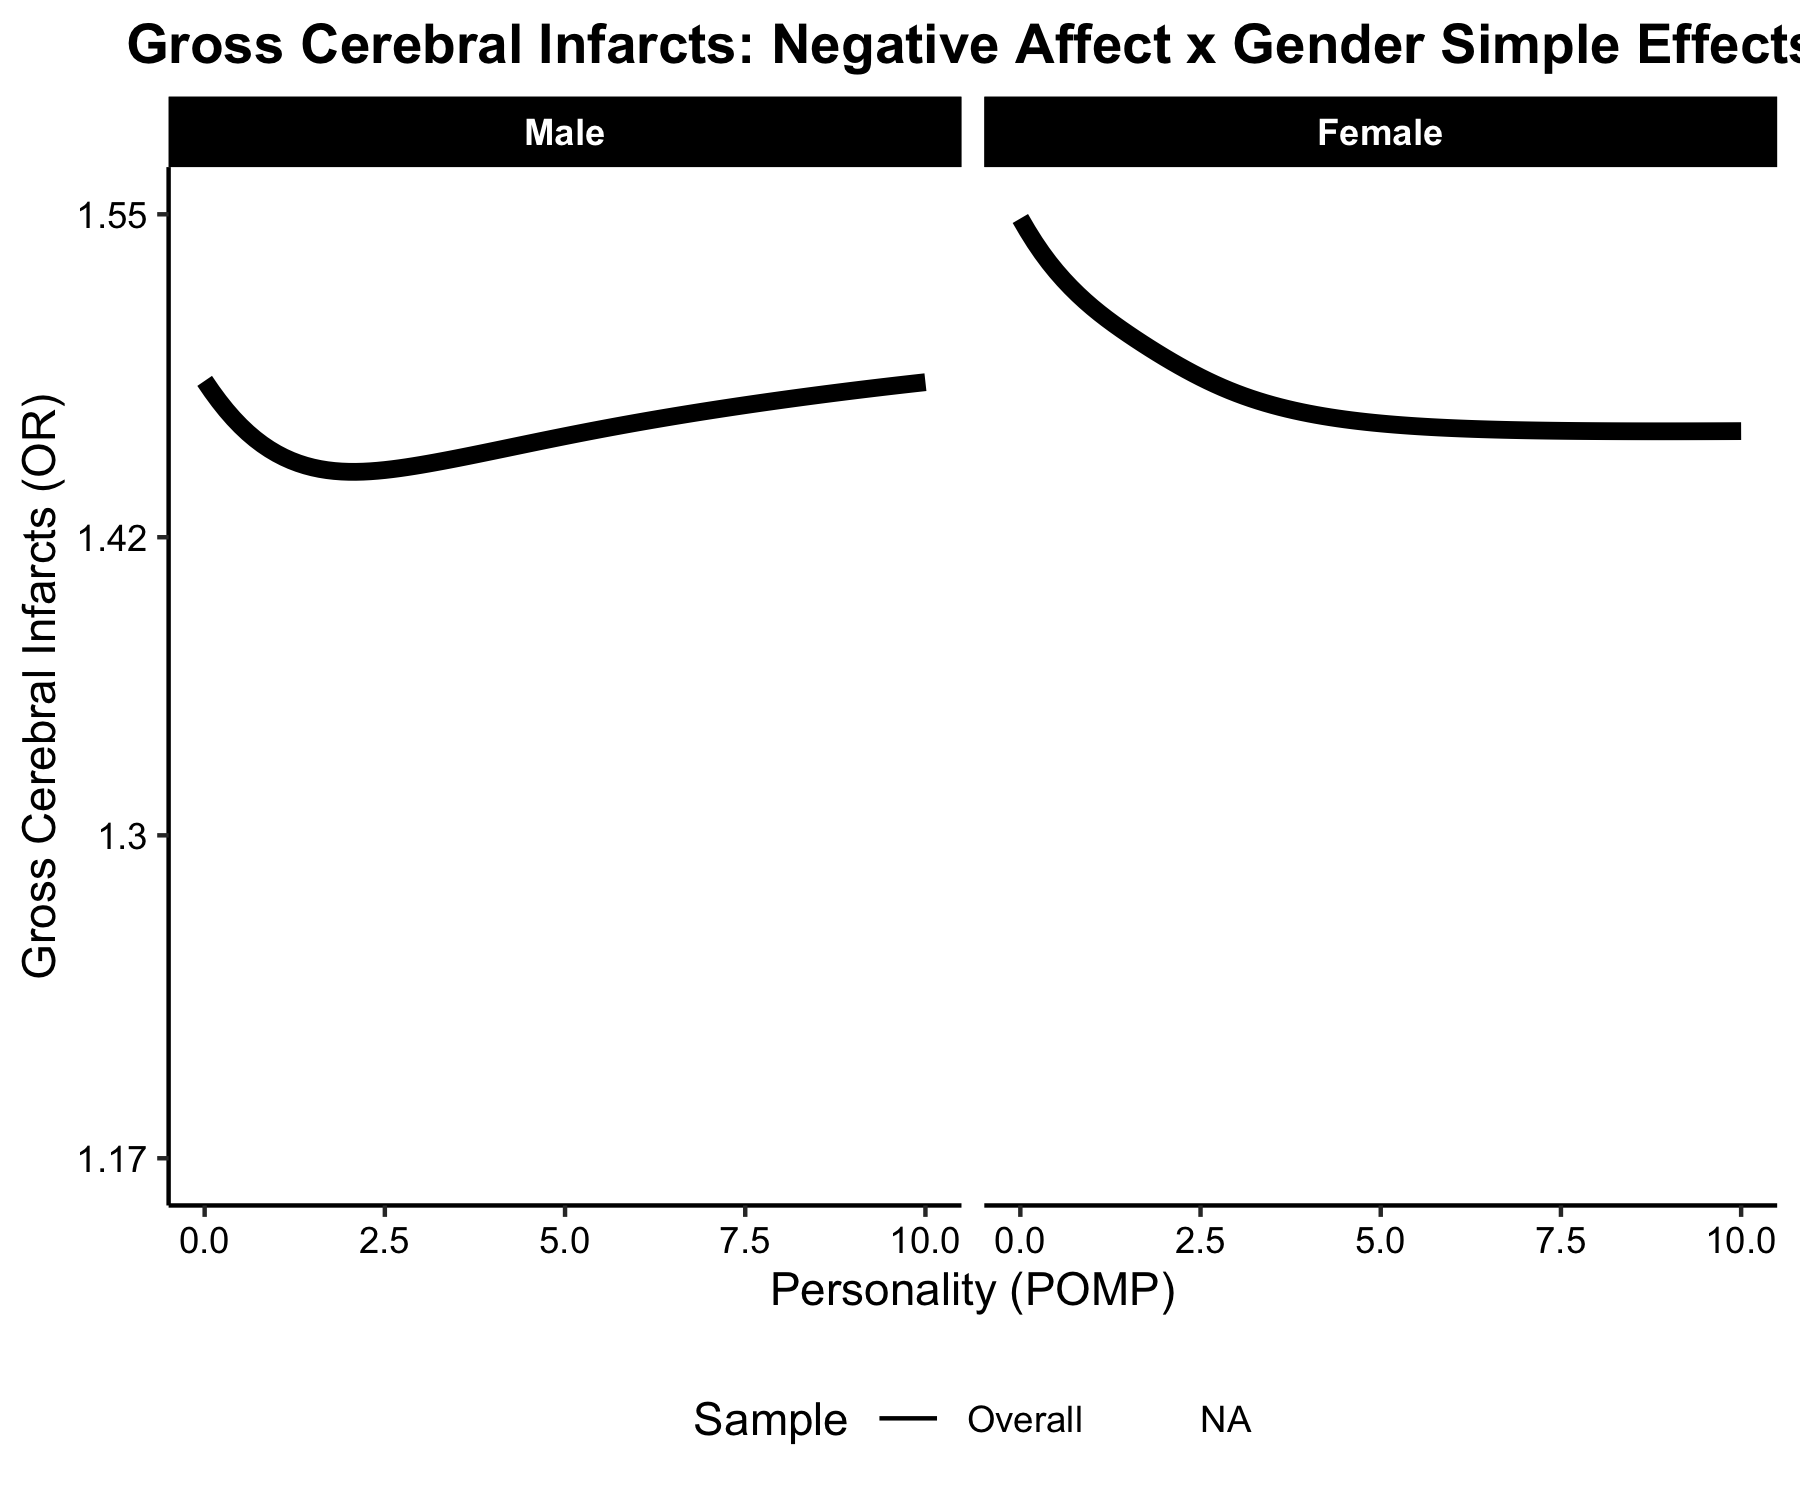 Gross Cerebral Infarcts: Negative Affect x Gender Simple Effects
Male
Female
Gross Cerebral Infarcts (OR)
1.55
1.42
1.3
1.17
0.0 2.5 5.0 7.5 10.0 0.0 2.5 5.0 7.5 10.0
Personality (POMP)
Sample Overall NA